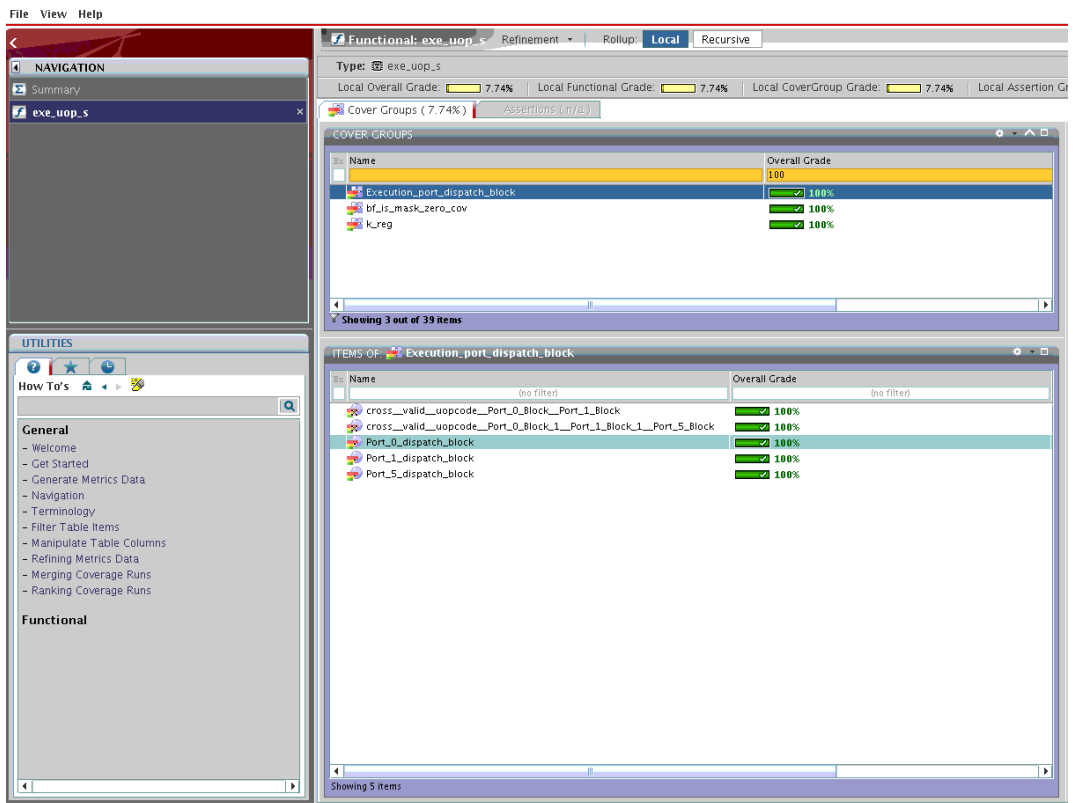 File View Help
Functional: exe_uop_s Refinement Rollup: Local Recursive
NAVIGATION
Summary
exe_uop_s
Type: exe_uop_s
Local Overall Grade: 7.74% Local Functional Grade: 7.74% Local CoverGroup Grade: 7.74% Local Assertion Gr
Cover Groups ( 7.74% ) Assertions ( n/a )
COVER GROUPS
Ex Name Overall Grade
100
Execution_port_dispatch_block 100%
bf_is_mask_zero_cov 100%
k_reg 100%
Showing 3 out of 39 items
UTILITIES
How To's
General
- Welcome
- Get Started
- Generate Metrics Data
- Navigation
- Terminology
- Filter Table Items
- Manipulate Table Columns
- Refining Metrics Data
- Merging Coverage Runs
- Ranking Coverage Runs
Functional
ITEMS OF: Execution_port_dispatch_block
Ex Name Overall Grade
(no filter) (no filter)
cross__valid__uopcode__Port_0_Block__Port_1_Block 100%
cross__valid__uopcode__Port_0_Block_1__Port_1_Block_1__Port_5_Block 100%
Port_0_dispatch_block 100%
Port_1_dispatch_block 100%
Port_5_dispatch_block 100%
Showing 5 items